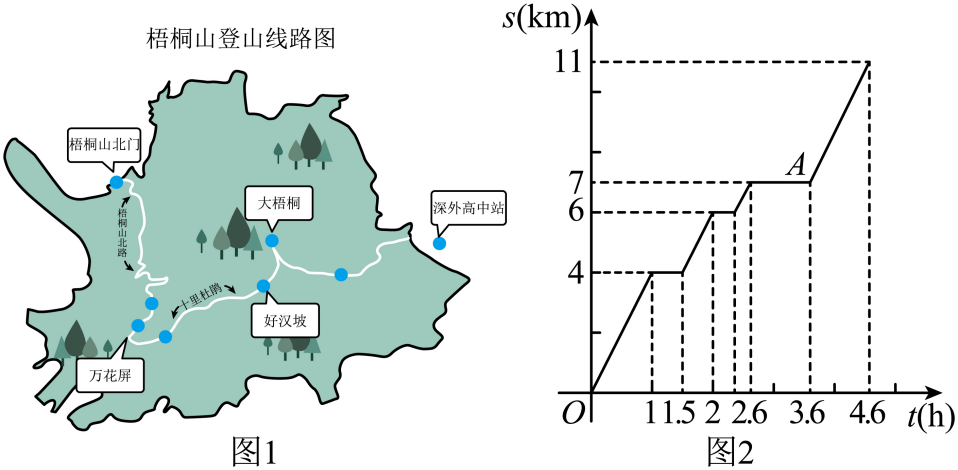 梧桐山登山线路图
梧桐山北门
梧桐山北路
大梧桐
深外高中站
十里杜鹃
好汉坡
万花屏
图1
s(km)
11
7
6
4
A
O
1
1.5
2
2.6
3.6
4.6
t(h)
图2